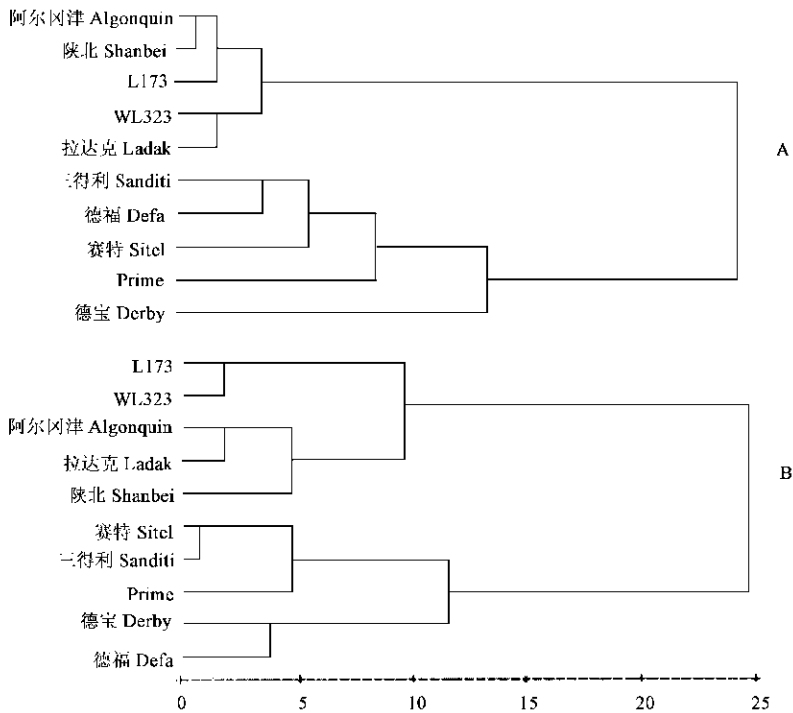 阿尔冈津 Algonquin
陕北 Shanbei
L173
WL323
拉达克 Ladak
A
三得利 Sanditi
德福 Defa
赛特 Sitel
Prime
德宝 Derby
L173
WL323
阿尔冈津 Algonquin
拉达克 Ladak
B
陕北 Shanbei
赛特 Sitel
三得利 Sanditi
Prime
德宝 Derby
德福 Defa
0 5 10 15 20 25